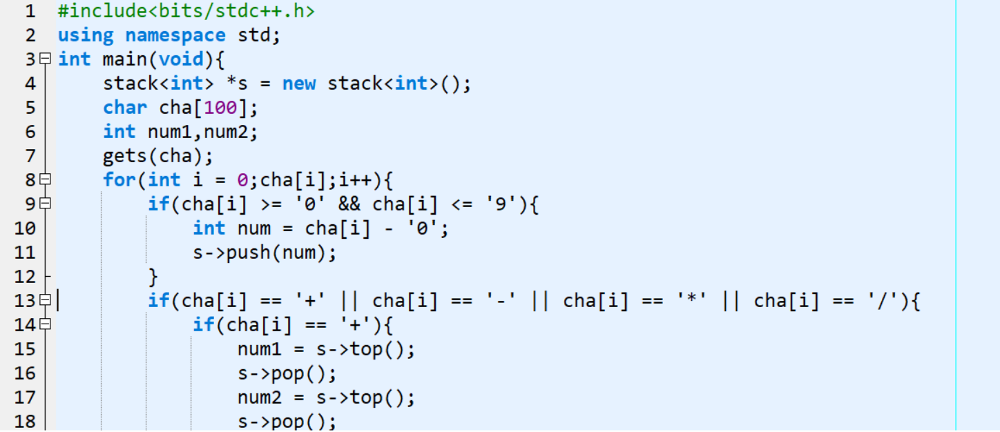 1 #include<bits/stdc++.h>
2 using namespace std;
3 int main(void){
4 stack<int> *s = new stack<int>();
5 char cha[100];
6 int num1,num2;
7 gets(cha);
8 for(int i = 0;cha[i];i++){
9 if(cha[i] >= '0' && cha[i] <= '9'){
10 int num = cha[i] - '0';
11 s->push(num);
12 }
13 if(cha[i] == '+' || cha[i] == '-' || cha[i] == '*' || cha[i] == '/'){
14 if(cha[i] == '+'){
15 num1 = s->top();
16 s->pop();
17 num2 = s->top();
18 s->pop();